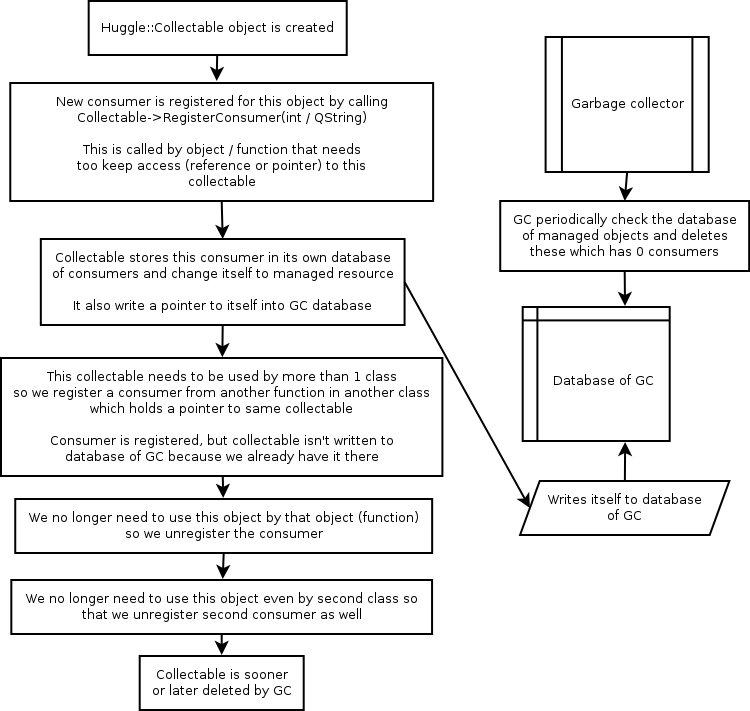 Huggle::Collectable object is created
New consumer is registered for this object by calling
Collectable->RegisterConsumer(int / QString)
This is called by object / function that needs
too keep access (reference or pointer) to this
collectable
Collectable stores this consumer in its own database
of consumers and change itself to managed resource
It also write a pointer to itself into GC database
This collectable needs to be used by more than 1 class
so we register a consumer from another function in another class
which holds a pointer to same collectable
Consumer is registered, but collectable isn't written to
database of GC because we already have it there
We no longer need to use this object by that object (function)
so we unregister the consumer
We no longer need to use this object even by second class so
that we unregister second consumer as well
Collectable is sooner
or later deleted by GC
Garbage collector
GC periodically check the database
of managed objects and deletes
these which has 0 consumers
Database of GC
Writes itself to database
of GC